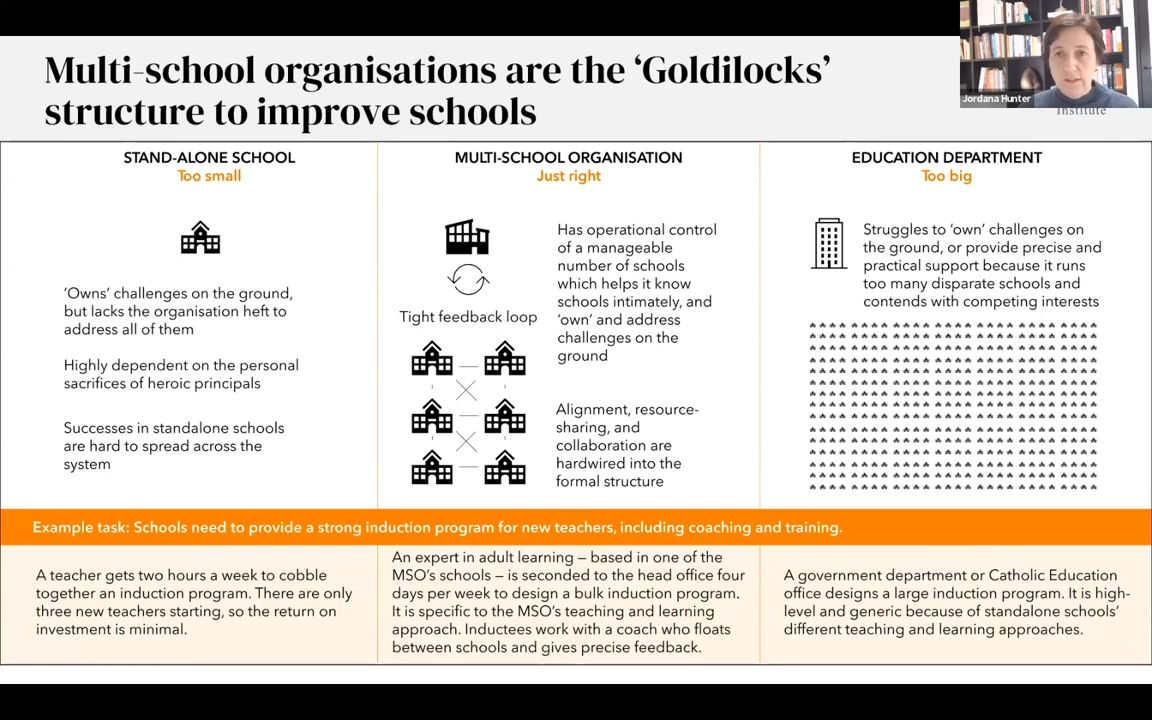 Multi-school organisations are the ‘Goldilocks’
structure to improve schools
Jordana Hunter
Institute
STAND-ALONE SCHOOL
Too small
‘Owns’ challenges on the ground,
but lacks the organisation heft to
address all of them
Highly dependent on the personal
sacrifices of heroic principals
Successes in standalone schools
are hard to spread across the
system
MULTI-SCHOOL ORGANISATION
Just right
Tight feedback loop
Has operational control
of a manageable
number of schools
which helps it know
schools intimately, and
‘own’ and address
challenges on the
ground
Alignment, resource-
sharing, and
collaboration are
hardwired into the
formal structure
EDUCATION DEPARTMENT
Too big
Struggles to ‘own’ challenges on
the ground, or provide precise and
practical support because it runs
too many disparate schools and
contends with competing interests
Example task: Schools need to provide a strong induction program for new teachers, including coaching and training.
A teacher gets two hours a week to cobble
together an induction program. There are only
three new teachers starting, so the return on
investment is minimal.
An expert in adult learning – based in one of the
MSO’s schools – is seconded to the head office four
days per week to design a bulk induction program.
It is specific to the MSO’s teaching and learning
approach. Inductees work with a coach who floats
between schools and gives precise feedback.
A government department or Catholic Education
office designs a large induction program. It is high-
level and generic because of standalone schools’
different teaching and learning approaches.